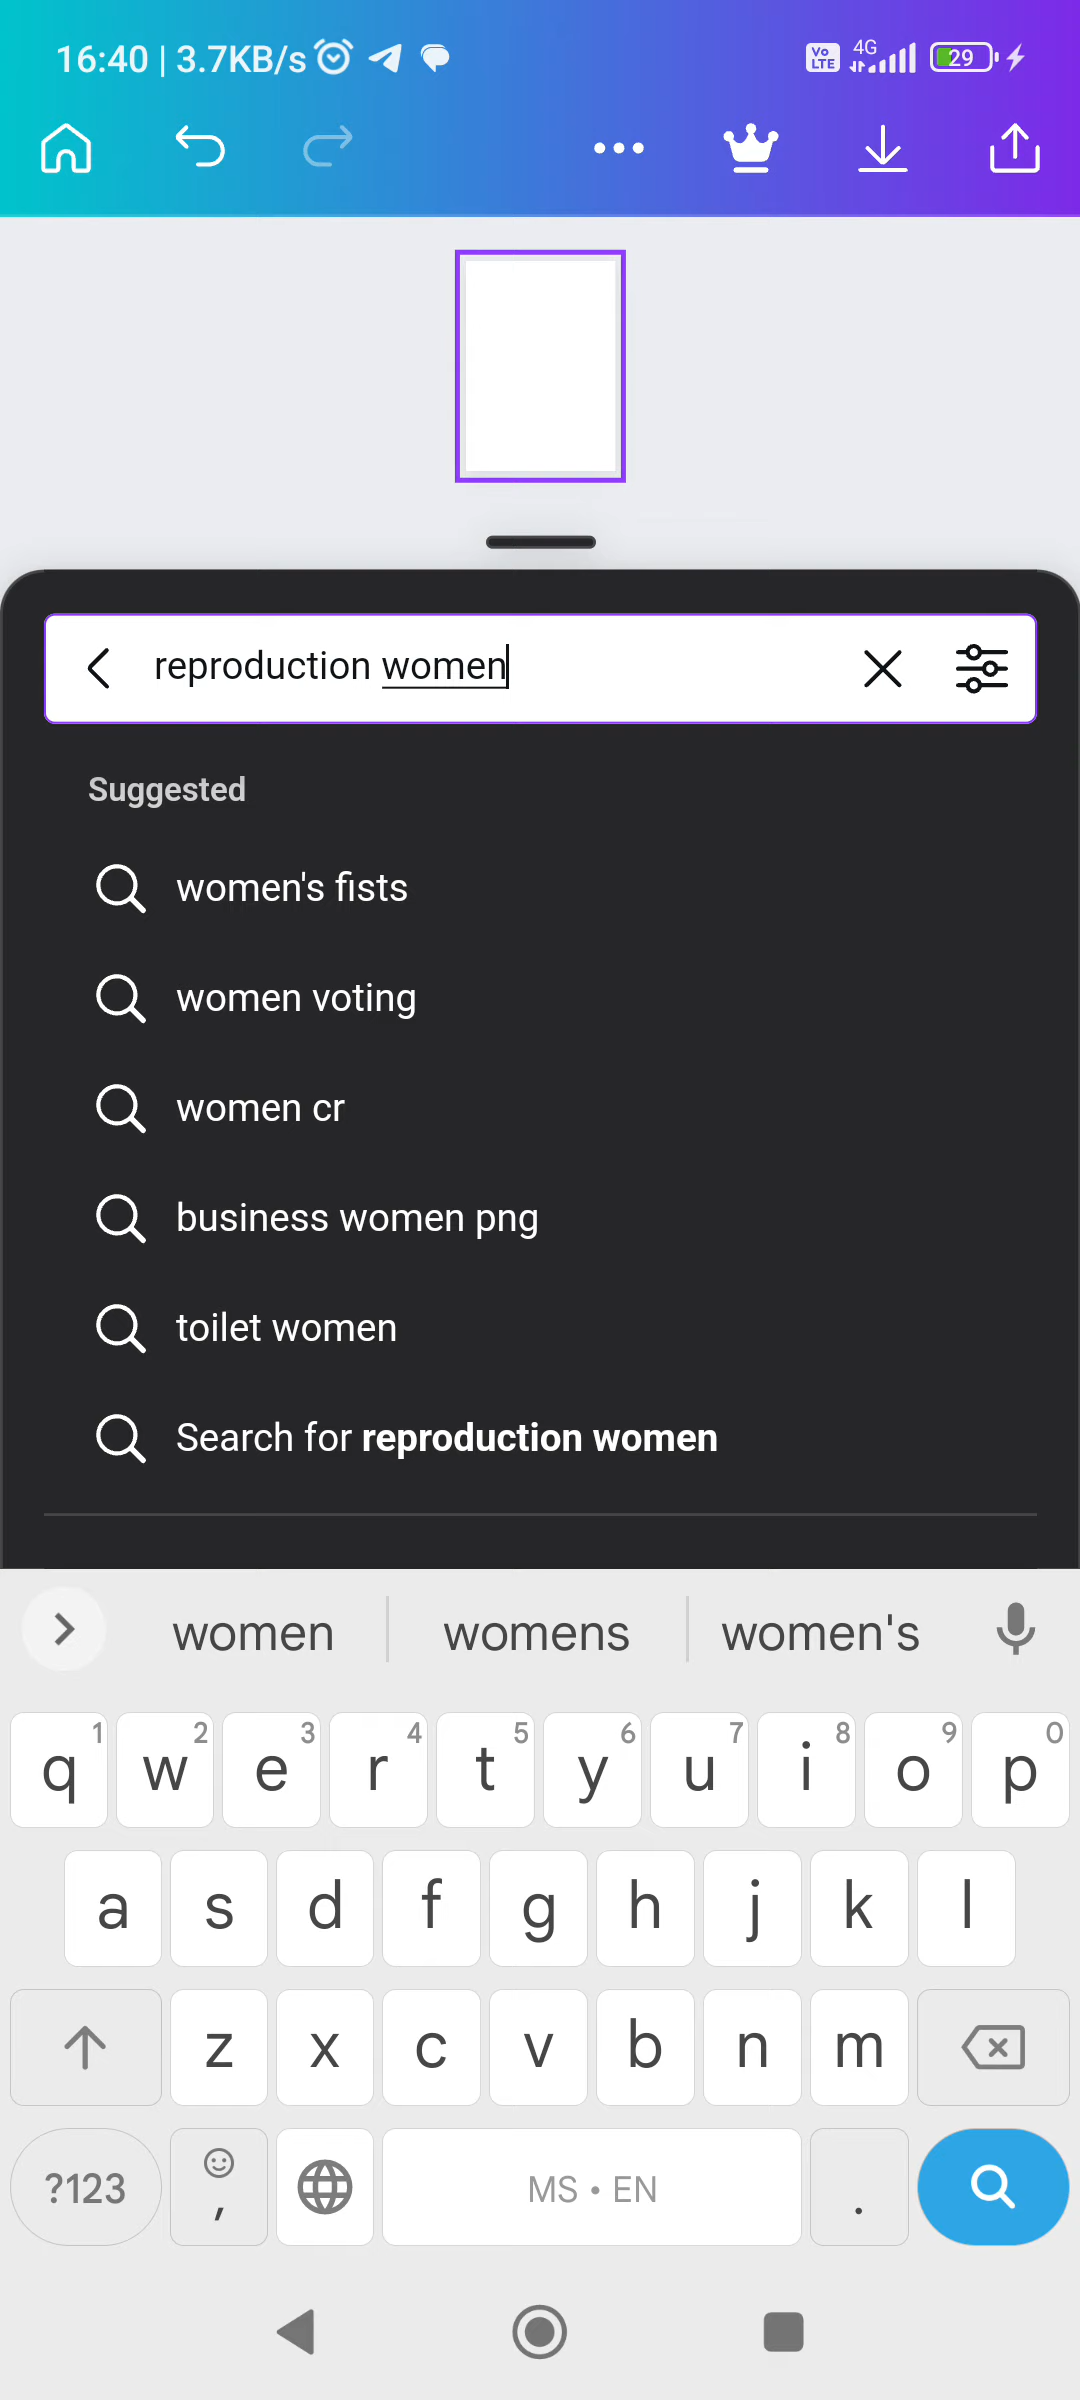 16:40 | 3.7KB/s Vo LTE 4G 29
reproduction women
Suggested
women's fists
women voting
women cr
business women png
toilet women
Search for reproduction women
women womens women's
1 2 3 4 5 6 7 8 9 0
q w e r t y u i o p
a s d f g h j k l
z x c v b n m
?123 , MS • EN .